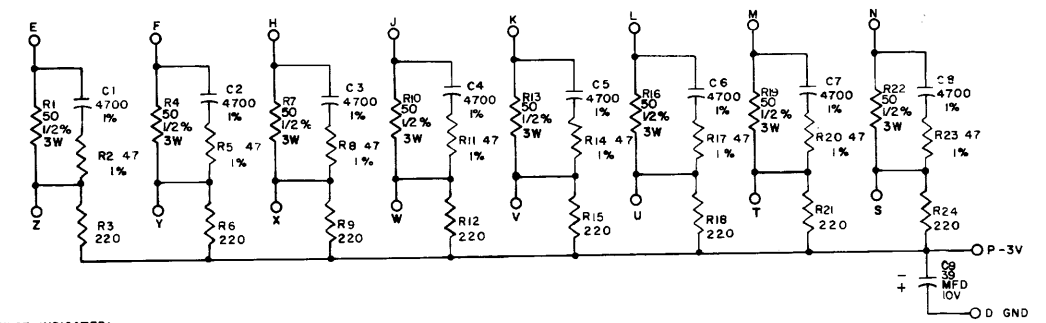 E
F
H
J
K
L
M
N
R1
50
1/2%
3W
C1
4700
1%
R2 47
1%
R3
220
Z
R4
50
1/2%
3W
C2
4700
1%
R5 47
1%
R6
220
Y
R7
50
1/2%
3W
C3
4700
1%
R8 47
1%
R9
220
X
R10
50
1/2%
3W
C4
4700
1%
R11 47
1%
R12
220
W
R13
50
1/2%
3W
C5
4700
1%
R14 47
1%
R15
220
V
R16
50
1/2%
3W
C6
4700
1%
R17 47
1%
R18
220
U
R19
50
1/2%
3W
C7
4700
1%
R20 47
1%
R21
220
T
R22
50
1/2%
3W
C8
4700
1%
R23 47
1%
R24
220
S
P -3V
-
+
C9
39
MFD
10V
D GND